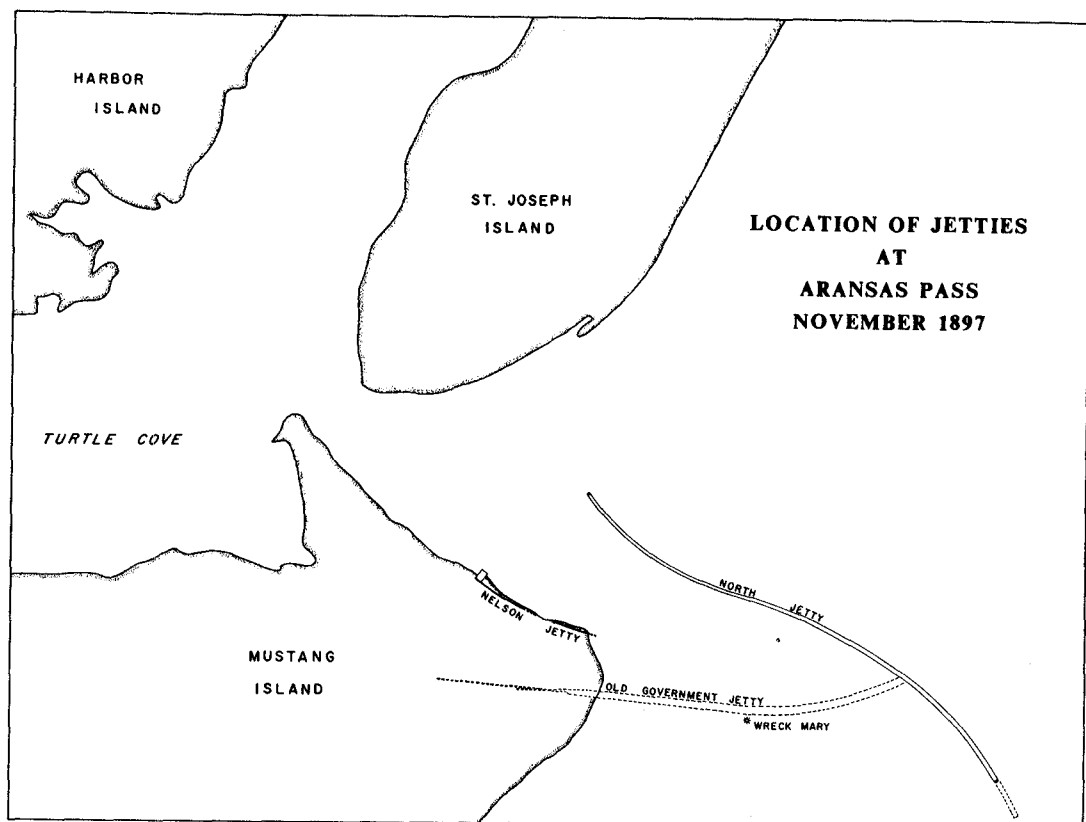 HARBOR
ISLAND
ST. JOSEPH
ISLAND
LOCATION OF JETTIES
AT
ARANSAS PASS
NOVEMBER 1897
TURTLE COVE
NELSON JETTY
NORTH JETTY
MUSTANG
ISLAND
OLD GOVERNMENT JETTY
WRECK MARY